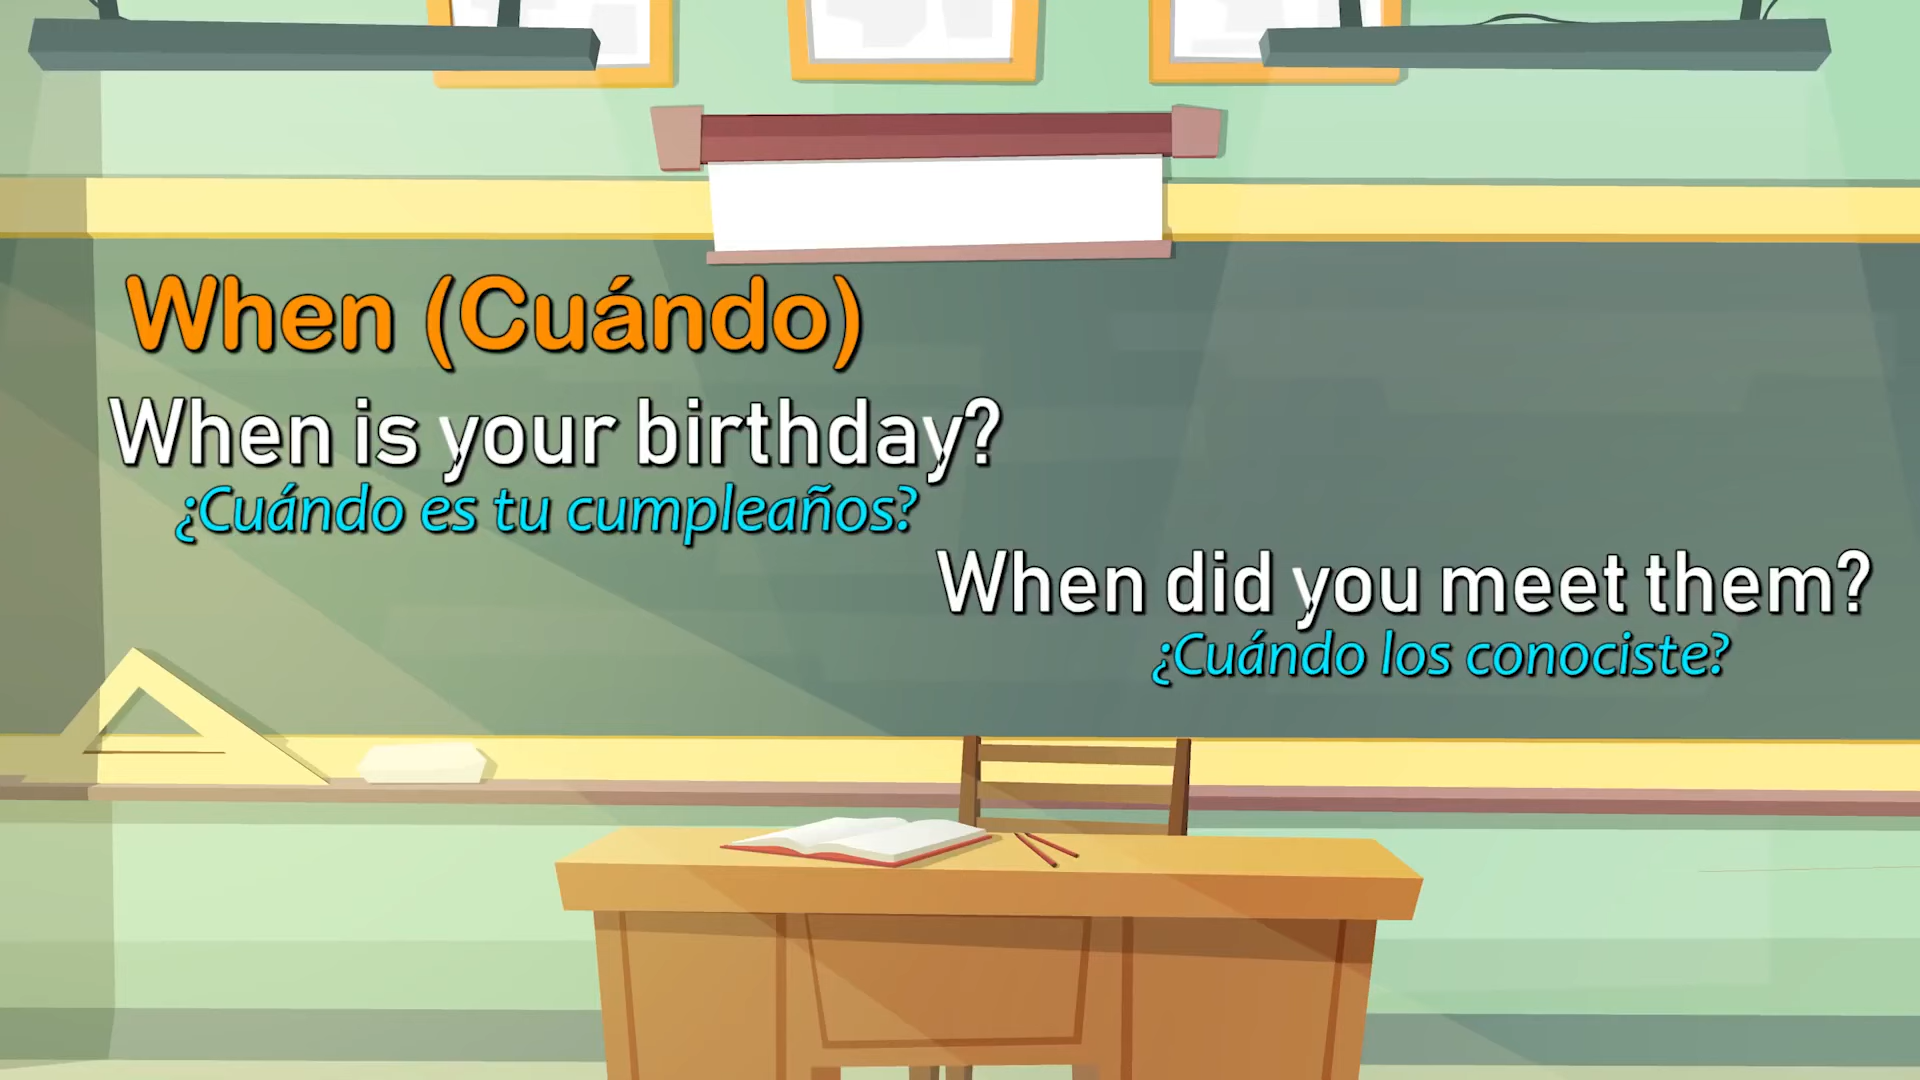 When (Cuándo)
When is your birthday?
¿Cuándo es tu cumpleaños?
When did you meet them?
¿Cuándo los conociste?